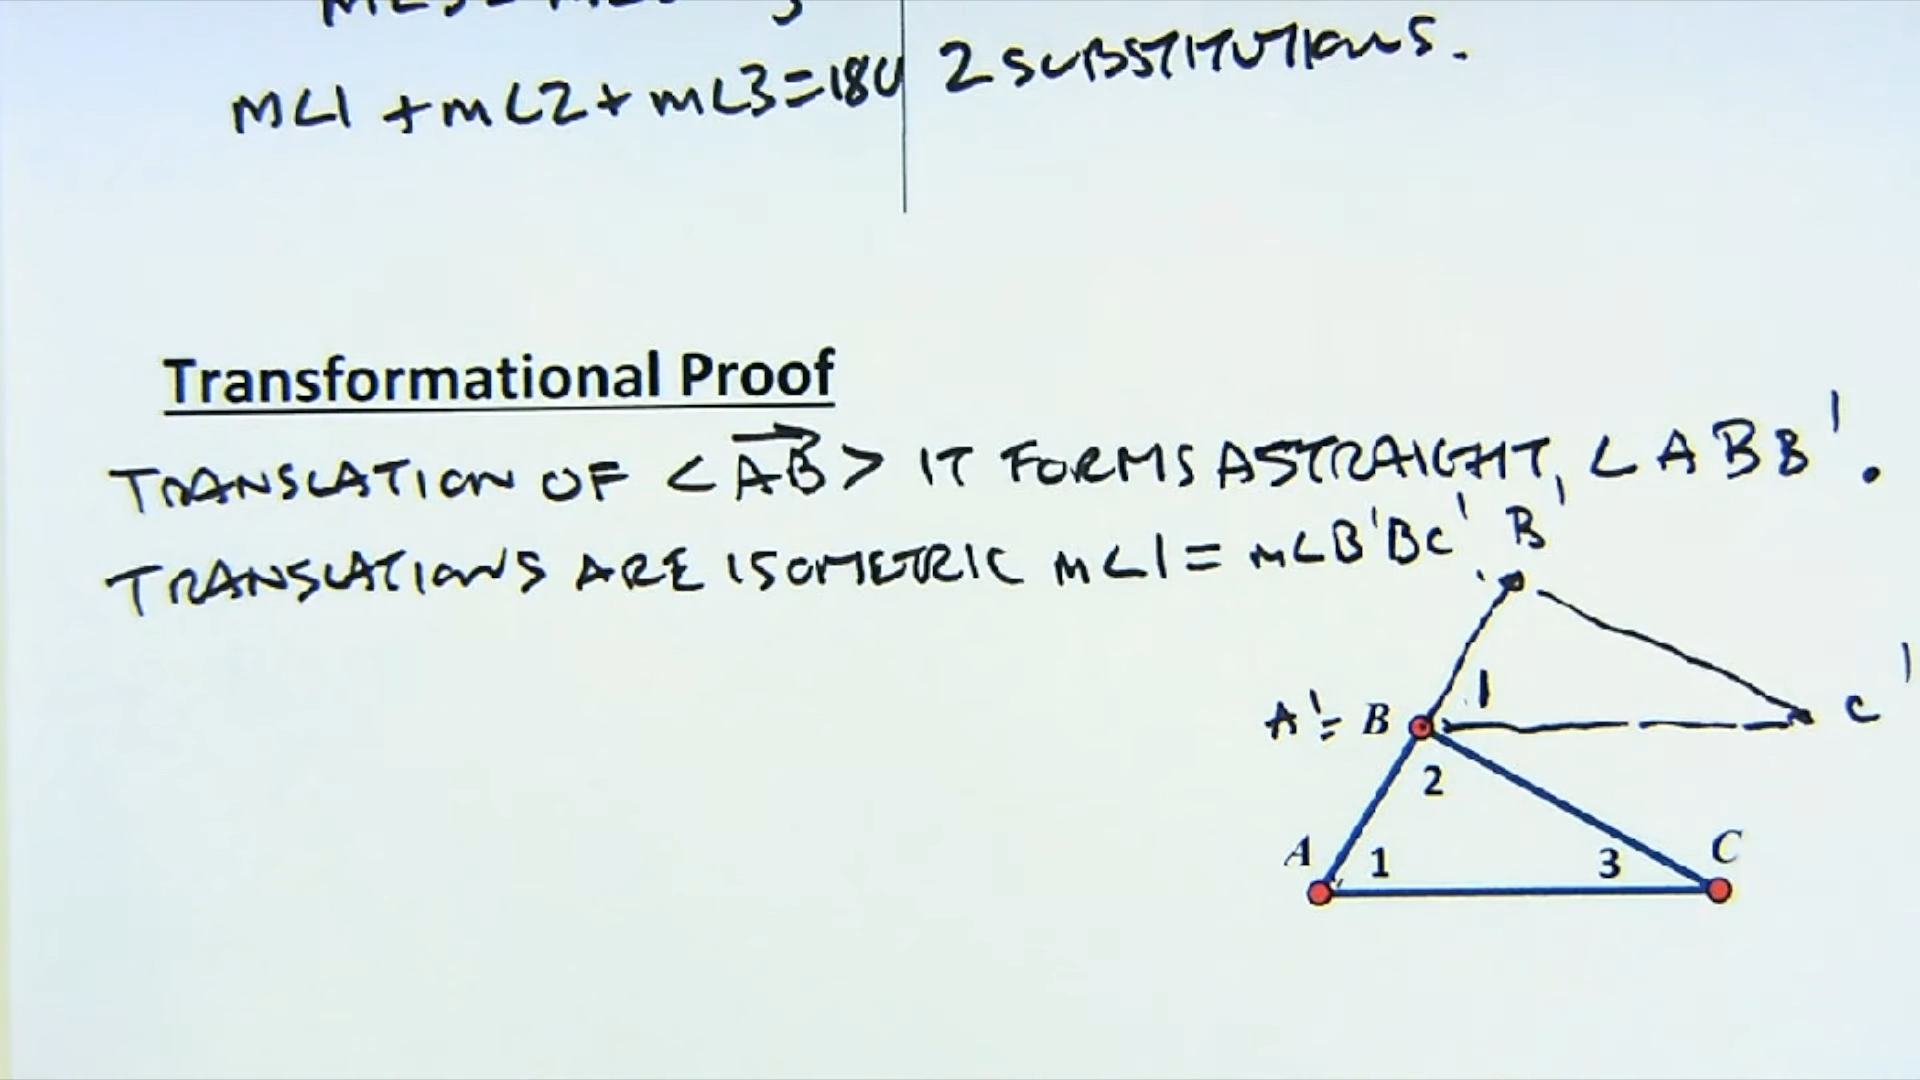 m∠1 + m∠2 + m∠3 = 180 2 SUBSTITUTIONS.
Transformational Proof
TRANSLATION OF <AB> IT FORMS A STRAIGHT, ∠ABB'.
TRANSLATIONS ARE ISOMETRIC m∠1 = m∠B'BC'
B'
1
A' = B
C'
2
A
1
3
C